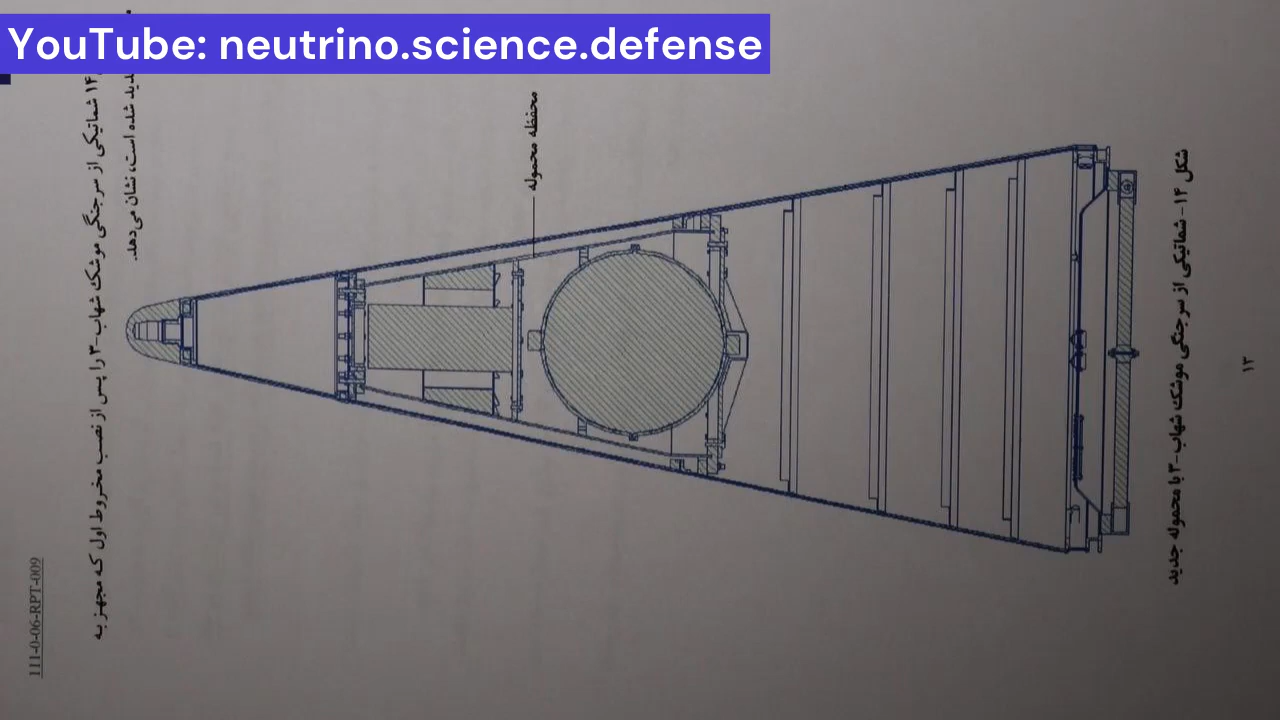 YouTube: neutrino.science.defense
111-0-06-RPT-009
شماتیکی از سرجنگی موشک شهاب-۳ را پس از نصب مخروط اول که مجهز به
شده است، نشان می‌دهد.
محفظه محموله
شکل ۱۴- شماتیکی از سرجنگی موشک شهاب-۳ با محموله جدید
۱۳